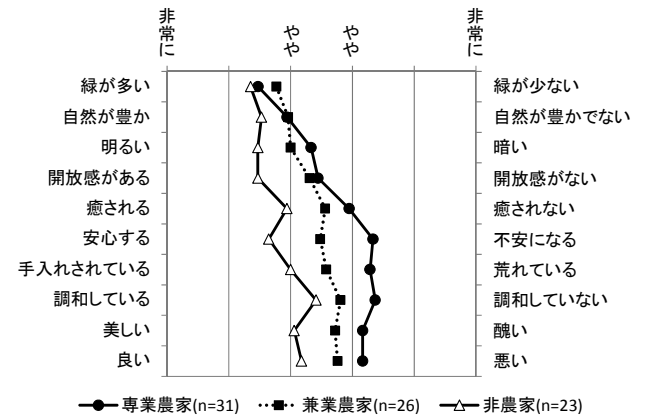 非常に やや やや 非常に
緑が多い 緑が少ない
自然が豊か 自然が豊かでない
明るい 暗い
開放感がある 開放感がない
癒される 癒されない
安心する 不安になる
手入れされている 荒れている
調和している 調和していない
美しい 醜い
良い 悪い
専業農家(n=31) 兼業農家(n=26) 非農家(n=23)